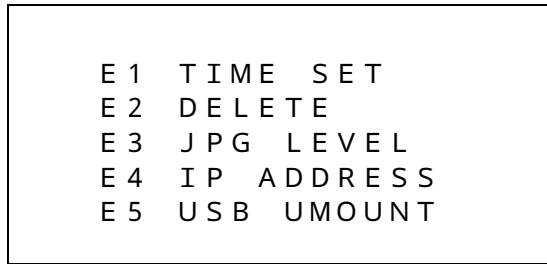 E1 TIME SET
E2 DELETE
E3 JPG LEVEL
E4 IP ADDRESS
E5 USB UMOUNT